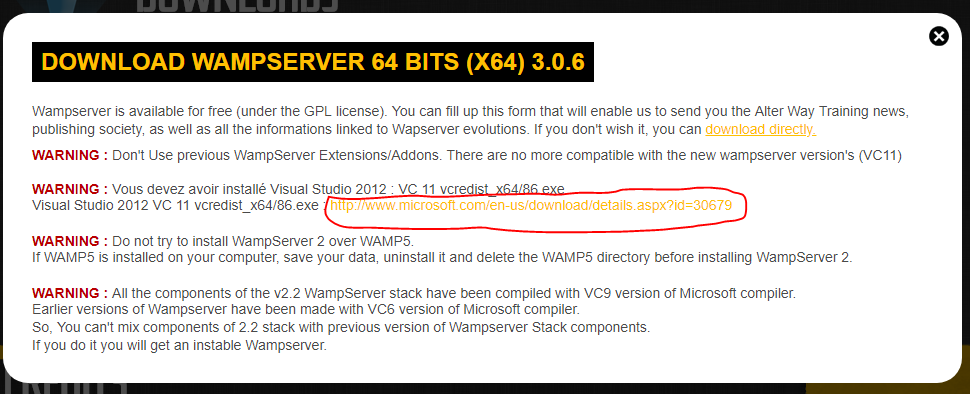 DOWNLOADS
DOWNLOAD WAMPSERVER 64 BITS (X64) 3.0.6
Wampserver is available for free (under the GPL license). You can fill up this form that will enable us to send you the Alter Way Training news,
publishing society, as well as all the informations linked to Wapserver evolutions. If you don't wish it, you can download directly.
WARNING : Don't Use previous WampServer Extensions/Addons. There are no more compatible with the new wampserver version's (VC11)
WARNING : Vous devez avoir installé Visual Studio 2012 : VC 11 vcredist_x64/86.exe
Visual Studio 2012 VC 11 vcredist_x64/86.exe : http://www.microsoft.com/en-us/download/details.aspx?id=30679
WARNING : Do not try to install WampServer 2 over WAMP5.
If WAMP5 is installed on your computer, save your data, uninstall it and delete the WAMP5 directory before installing WampServer 2.
WARNING : All the components of the v2.2 WampServer stack have been compiled with VC9 version of Microsoft compiler.
Earlier versions of Wampserver have been made with VC6 version of Microsoft compiler.
So, You can't mix components of 2.2 stack with previous version of Wampserver Stack components.
If you do it you will get an instable Wampserver.